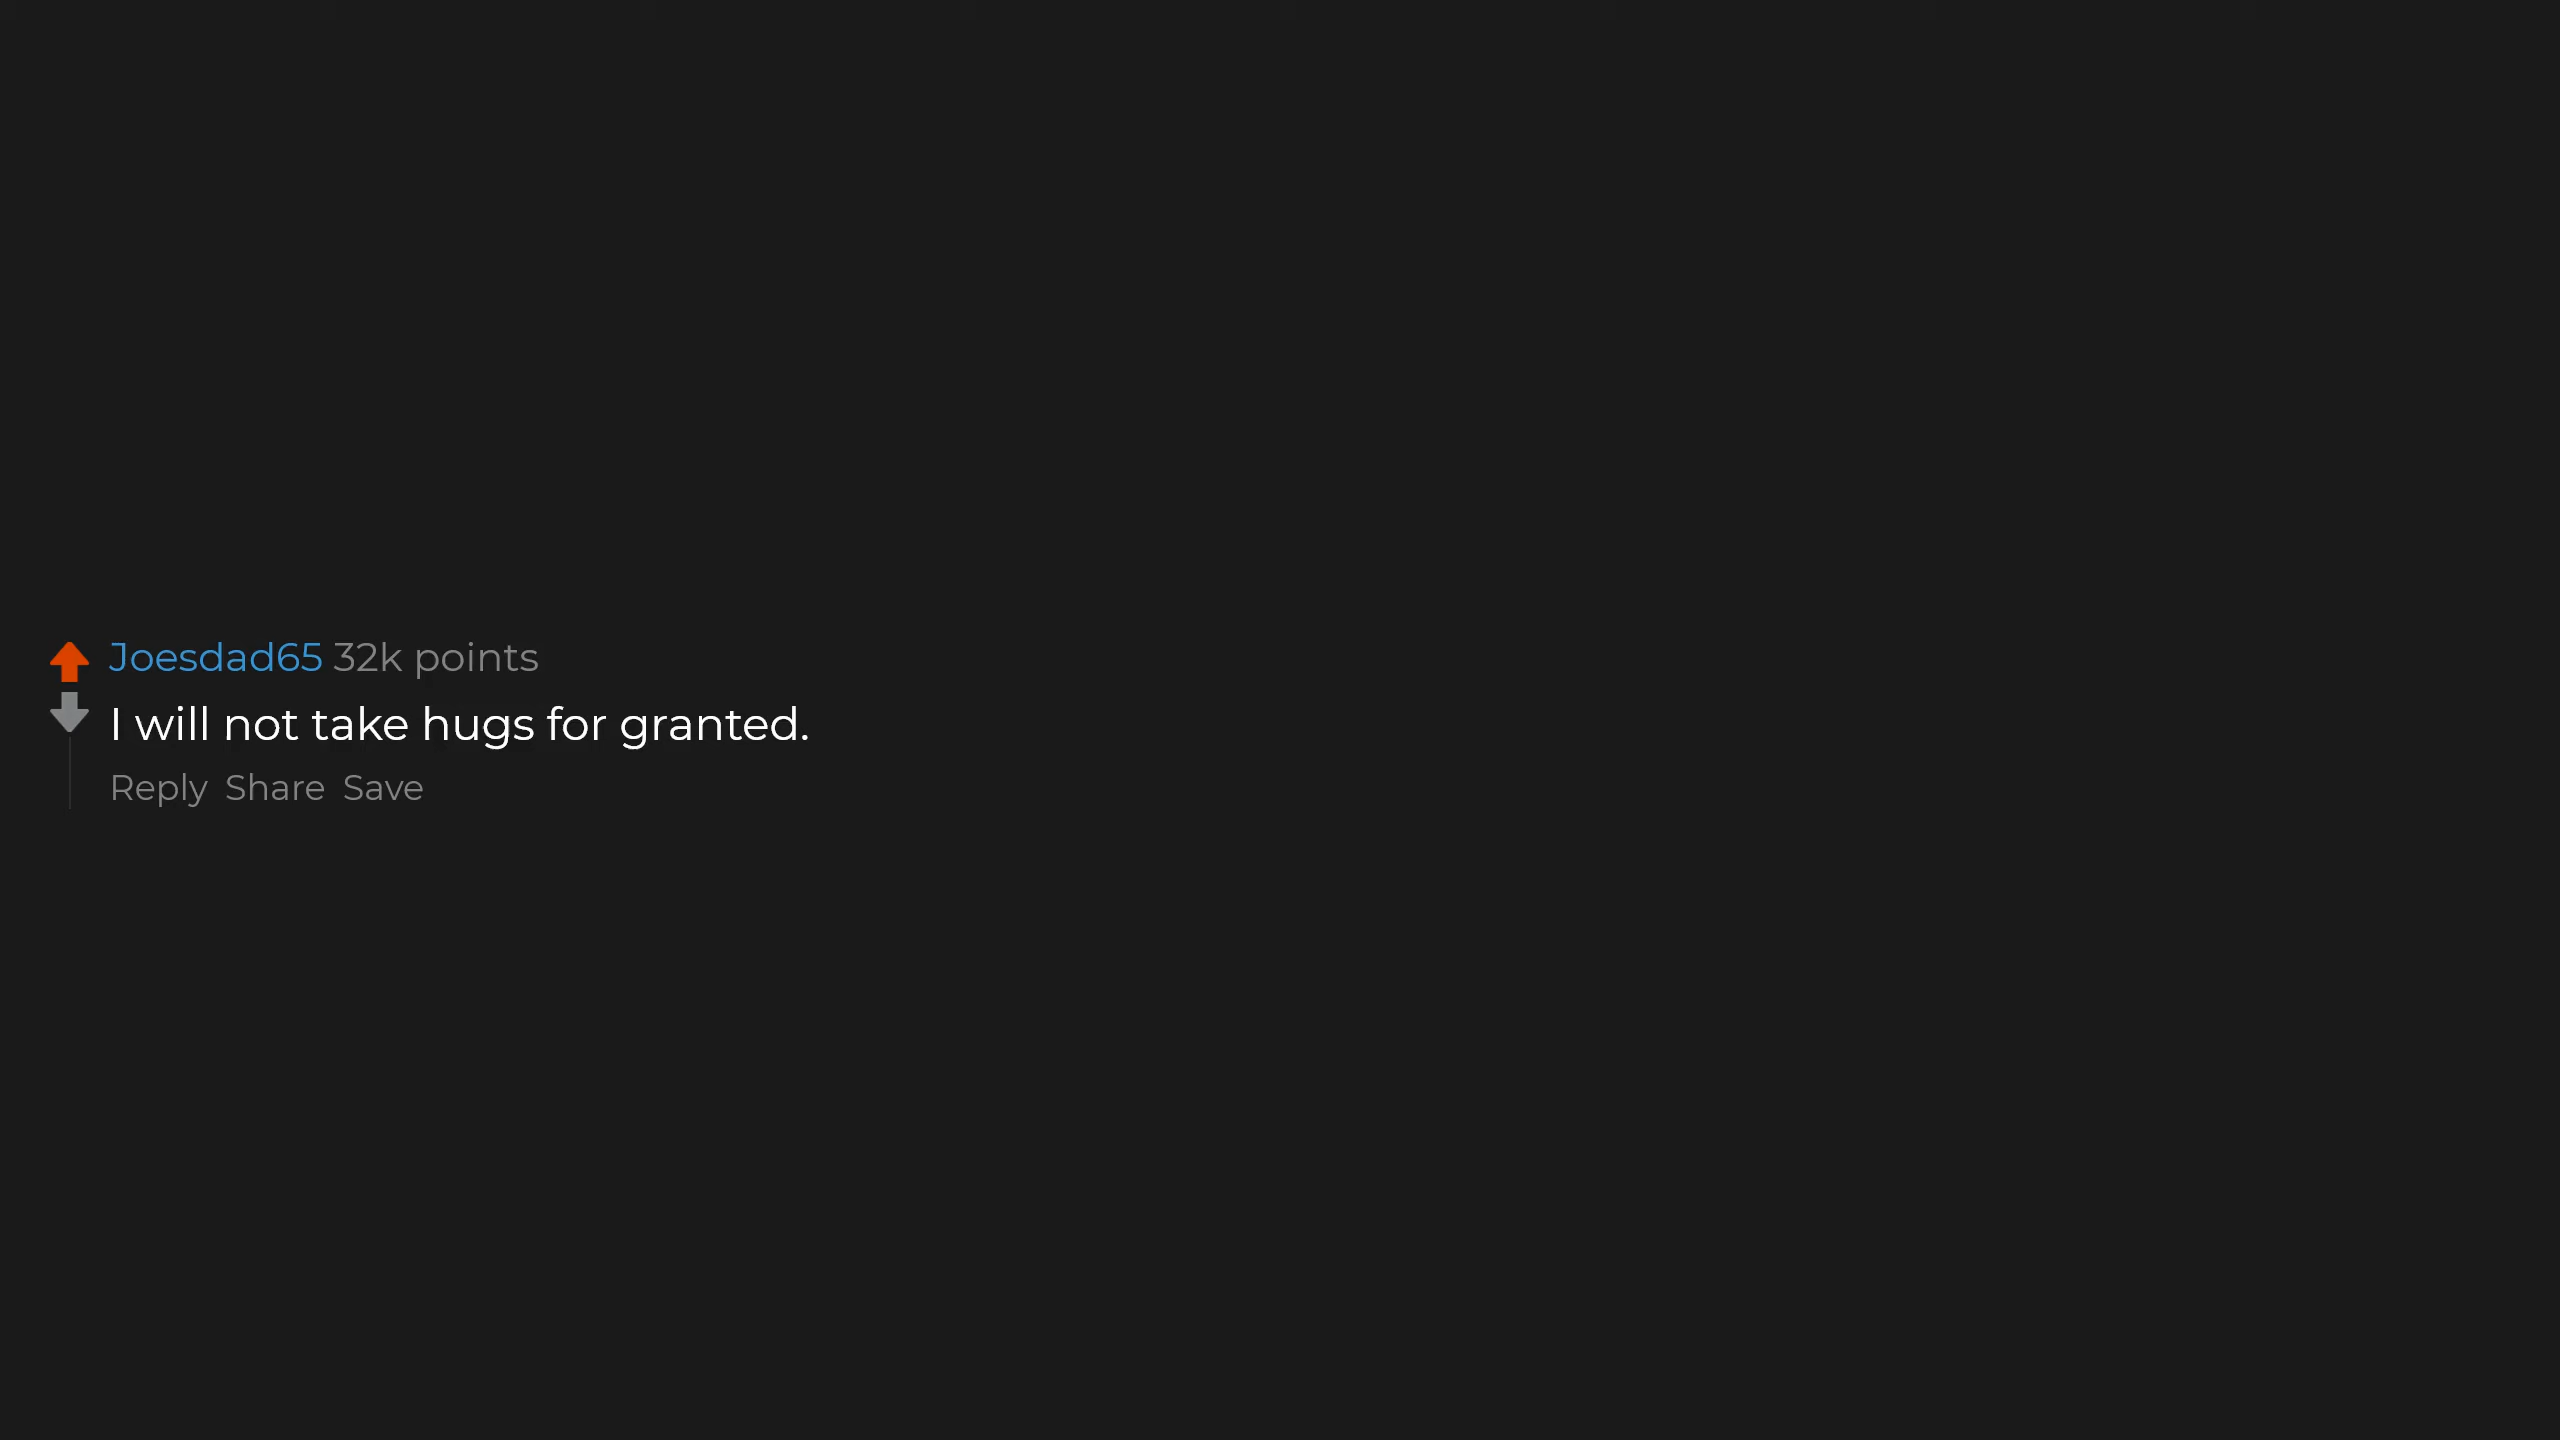 Joesdad65 32k points
I will not take hugs for granted.
Reply Share Save